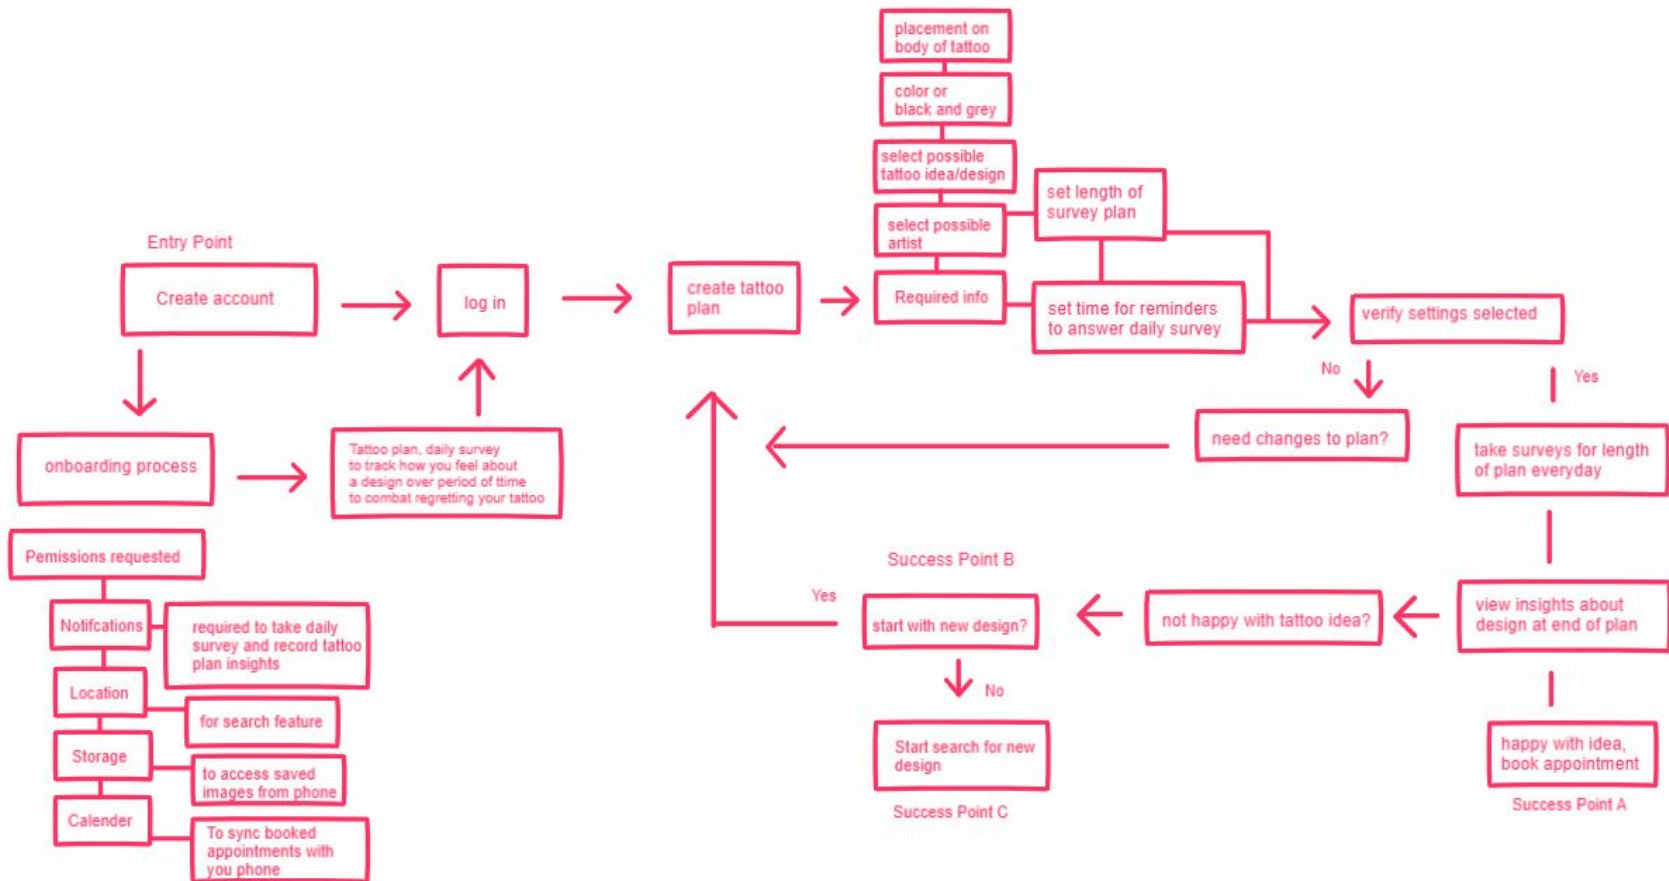 placement on
body of tattoo
color or
black and grey
select possible
tattoo idea/design
set length of
survey plan
select possible
artist
Entry Point
Create account
log in
create tattoo
plan
Required info
set time for reminders
to answer daily survey
verify settings selected
No
Yes
need changes to plan?
take surveys for length
of plan everyday
onboarding process
Tattoo plan, daily survey
to track how you feel about
a design over period of ttime
to combat regretting your tattoo
Pemissions requested
Notifcations
required to take daily
survey and record tattoo
plan insights
Location
for search feature
Storage
to access saved
images from phone
Calender
To sync booked
appointments with
you phone
Success Point B
Yes
start with new design?
not happy with tattoo idea?
view insights about
design at end of plan
No
Start search for new
design
Success Point C
happy with idea,
book appointment
Success Point A